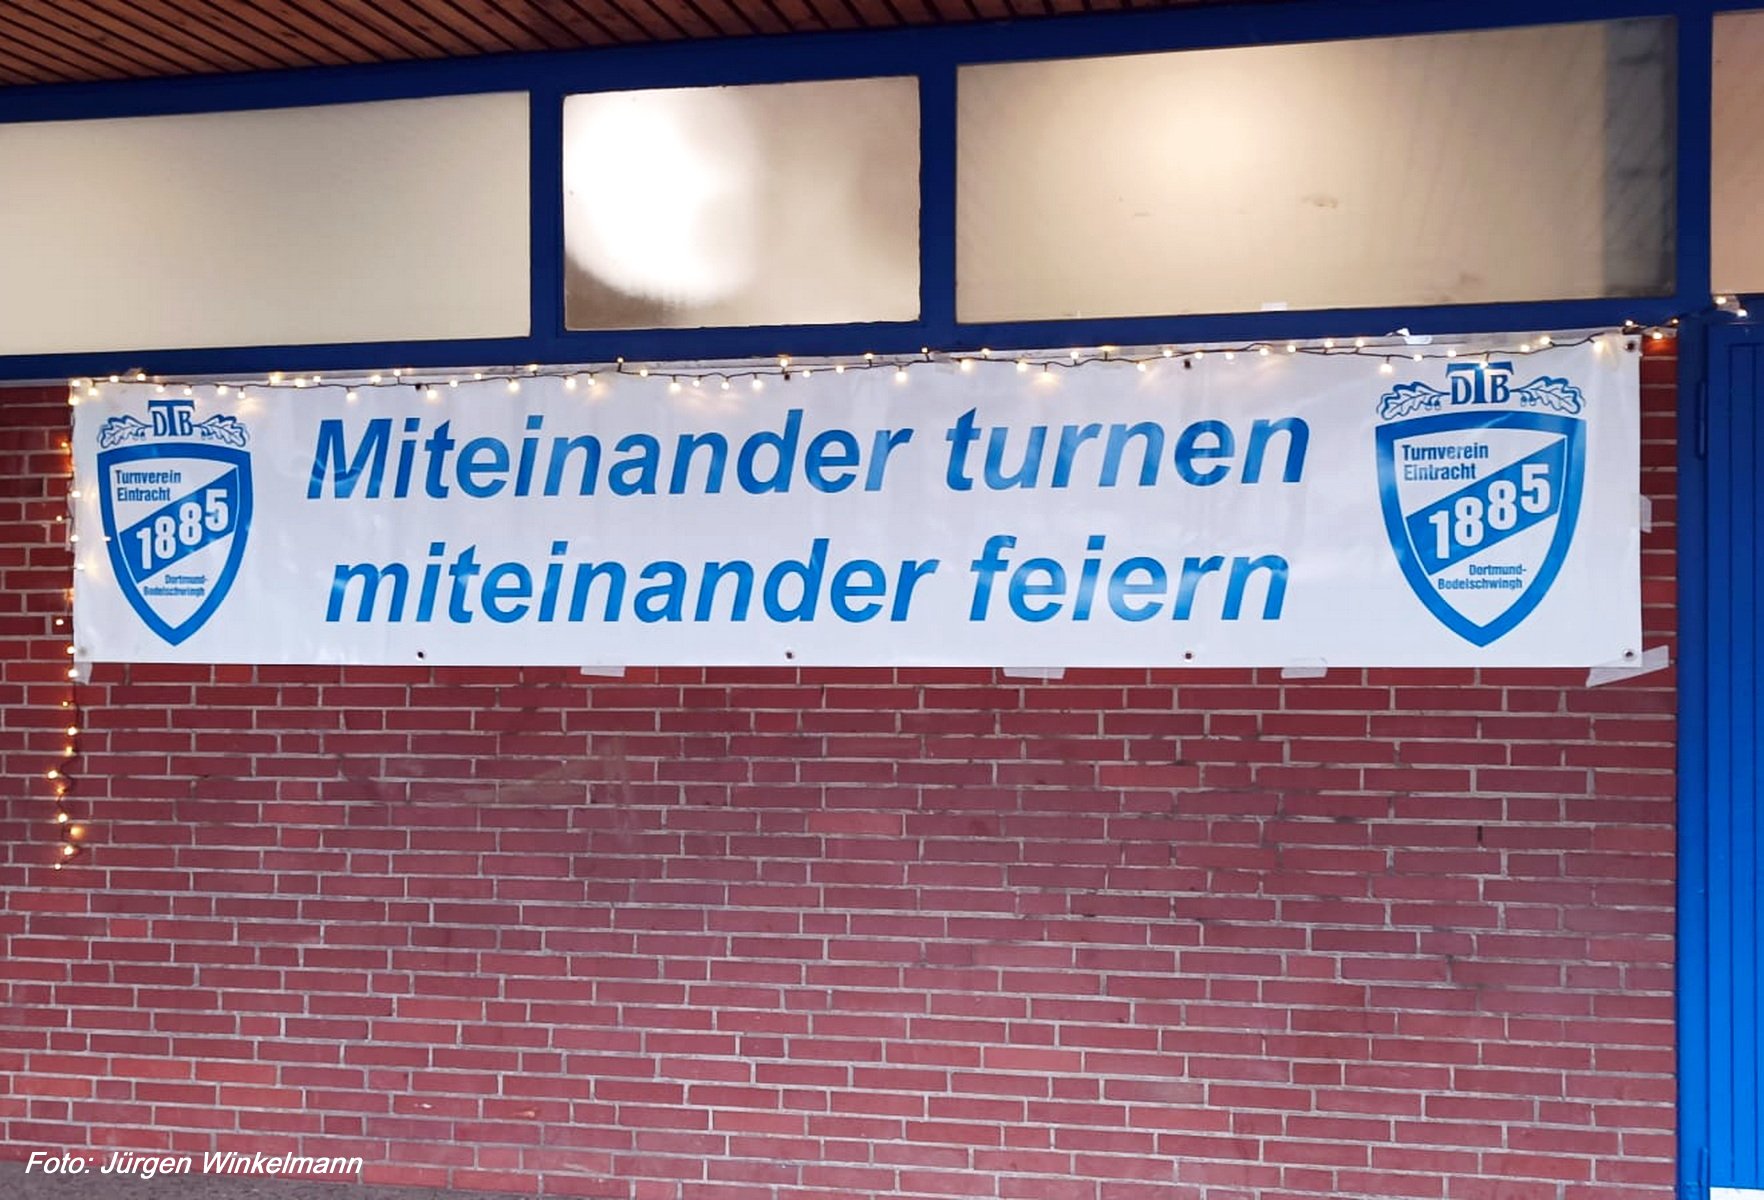 DTB
Turnverein
Eintracht
1885
Dortmund-
Bodelschwingh
Miteinander turnen
miteinander feiern
DTB
Turnverein
Eintracht
1885
Dortmund-
Bodelschwingh
Foto: Jürgen Winkelmann